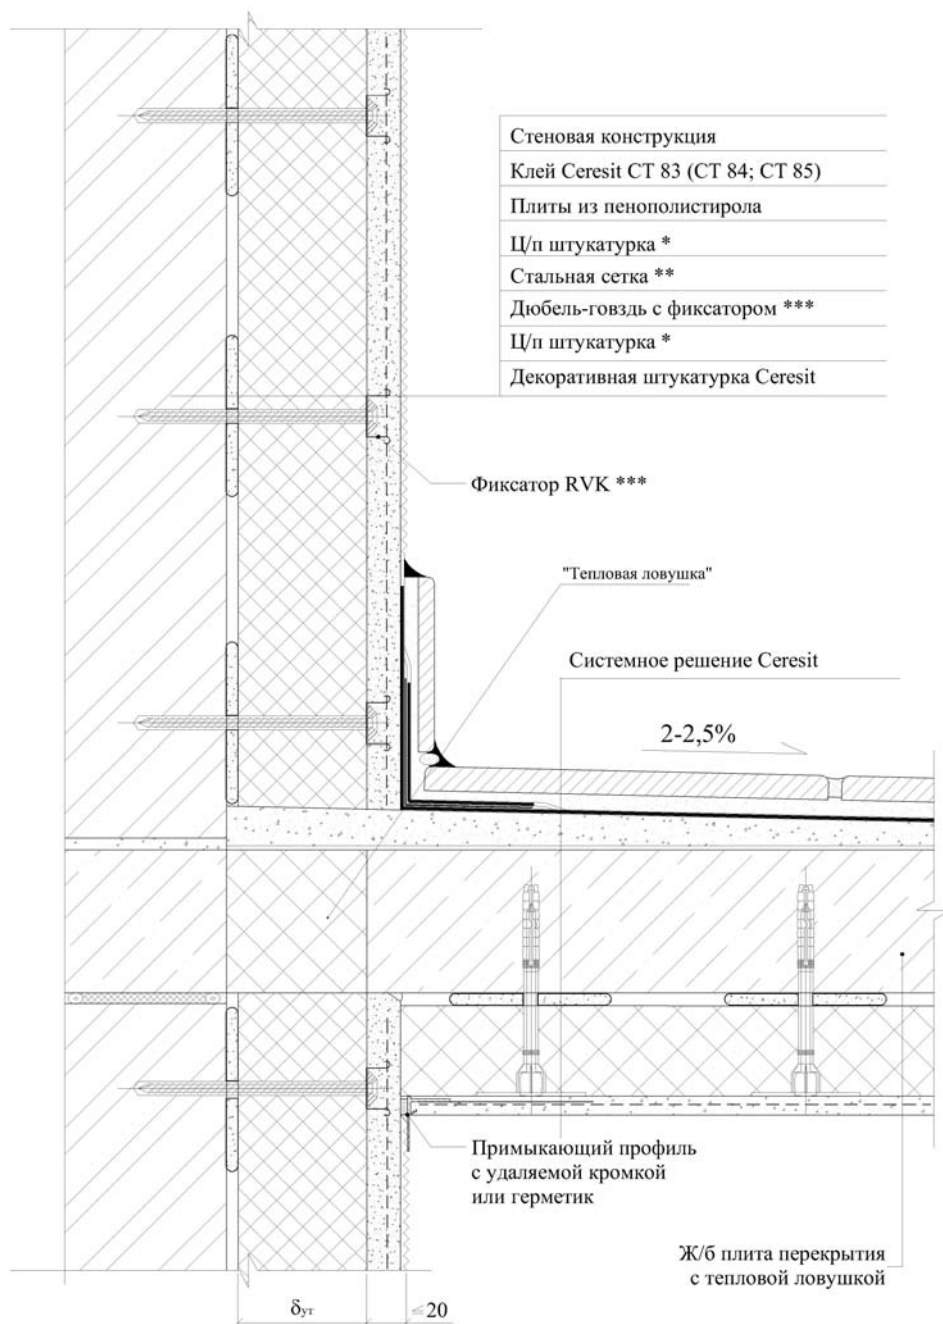 Стеновая конструкция
Клей Ceresit CT 83 (CT 84; CT 85)
Плиты из пенополистирола
Ц/п штукатурка *
Стальная сетка **
Дюбель-говздь с фиксатором ***
Ц/п штукатурка *
Декоративная штукатурка Ceresit
Фиксатор RVK ***
"Тепловая ловушка"
Системное решение Ceresit
2-2,5%
Примыкающий профиль
с удаляемой кромкой
или герметик
Ж/б плита перекрытия
с тепловой ловушкой
δут
≤20